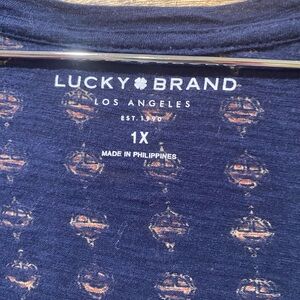 LUCKY BRAND
LOS ANGELES
EST. 1990
1X
MADE IN PHILIPPINES